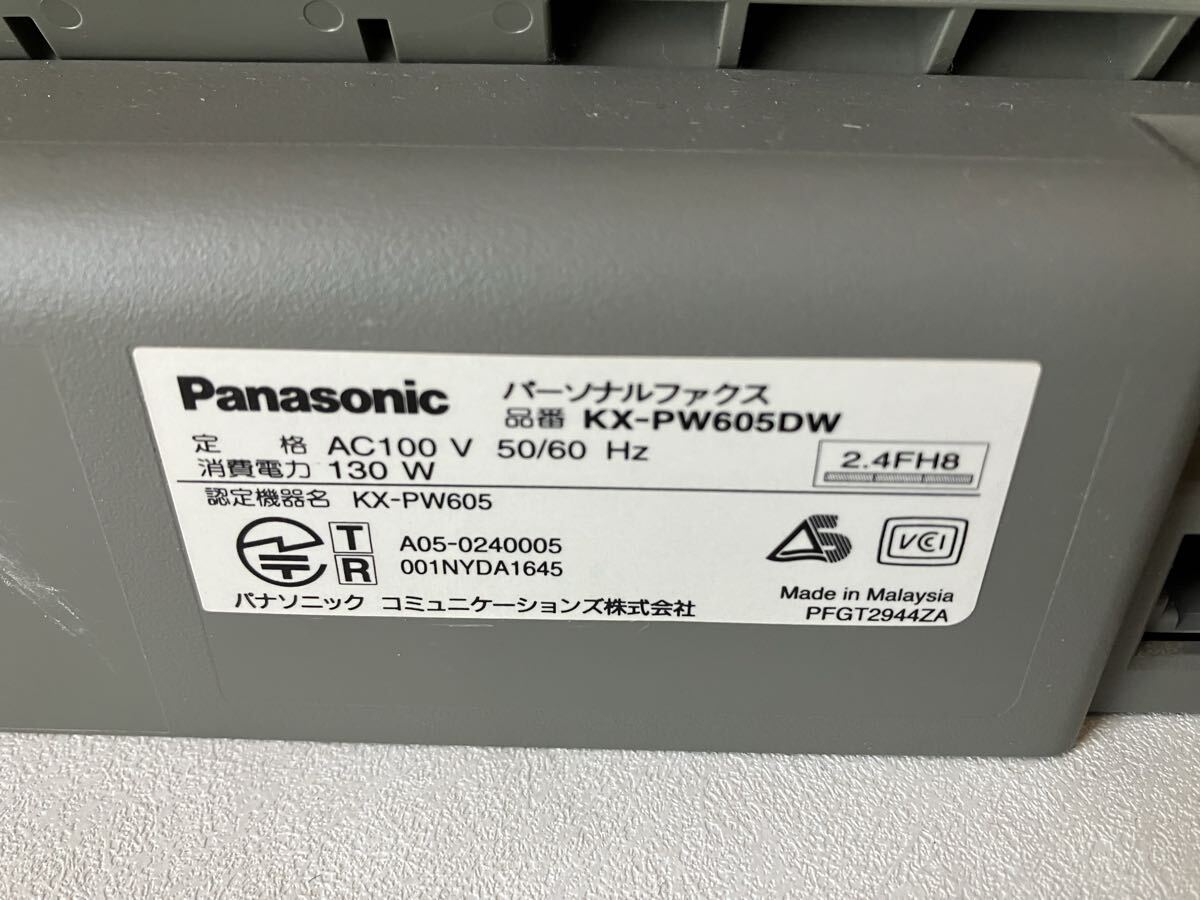 Panasonic パーソナルファクス
品番 KX-PW605DW
定 格 AC100 V 50/60 Hz
消費電力 130 W
2.4FH8
認定機器名 KX-PW605
T A05-0240005
R 001NYDA1645
VCI
パナソニック コミュニケーションズ株式会社
Made in Malaysia
PFGT2944ZA